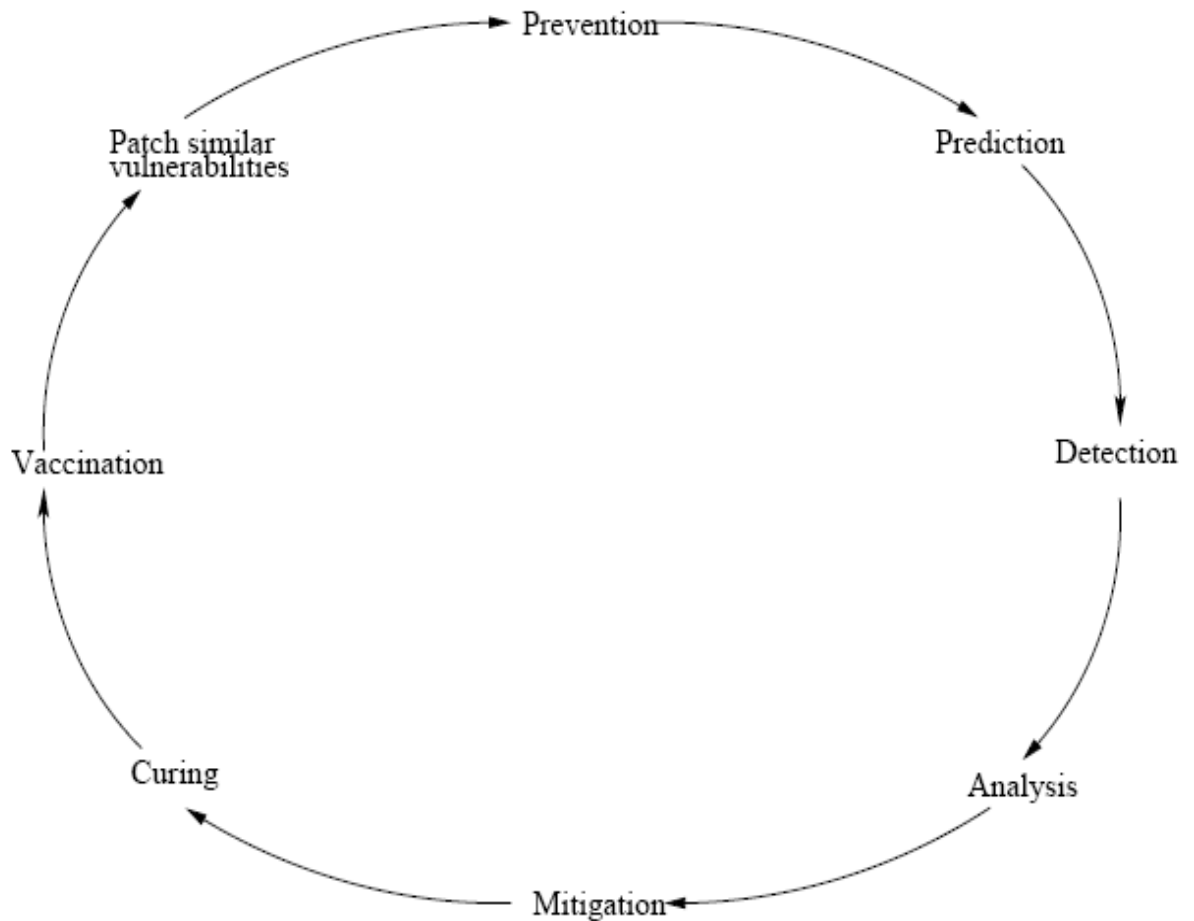 Prevention
Patch similar
vulnerabilities
Prediction
Vaccination
Detection
Curing
Analysis
Mitigation